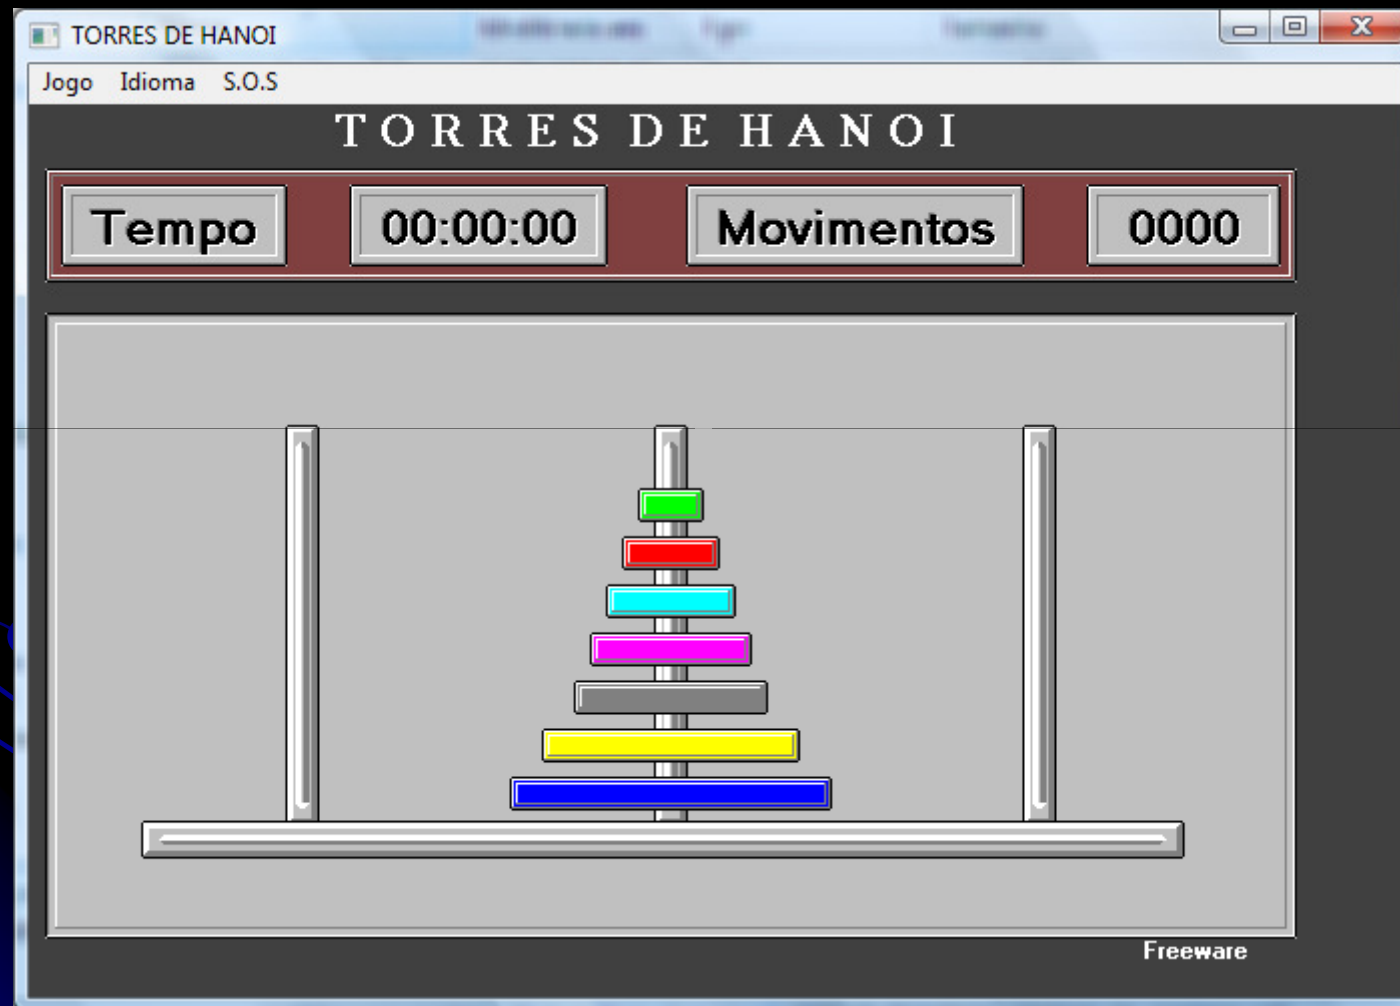 TORRES DE HANOI
Jogo Idioma S.O.S
TORRES DE HANOI
Tempo 00:00:00 Movimentos 0000
Freeware